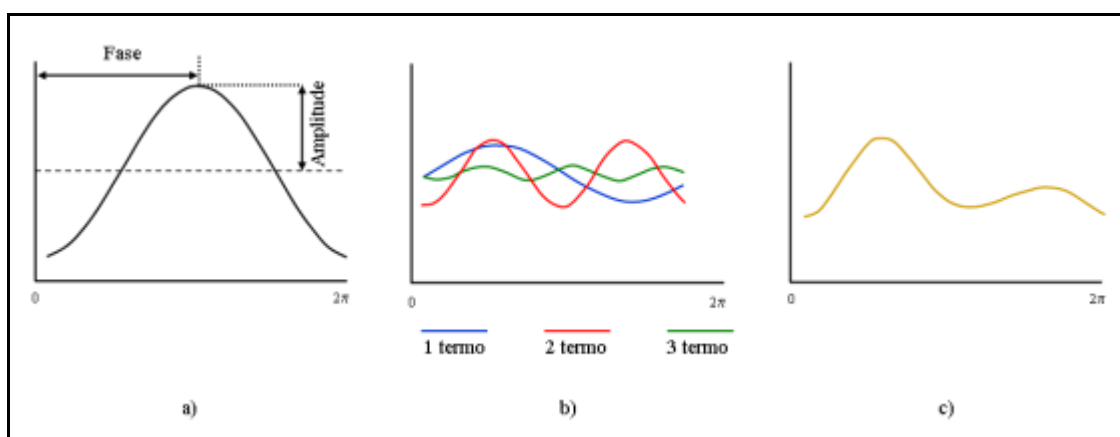 Fase
Amplitude
0
2π
0
2π
0
2π
1 termo
2 termo
3 termo
a)
b)
c)